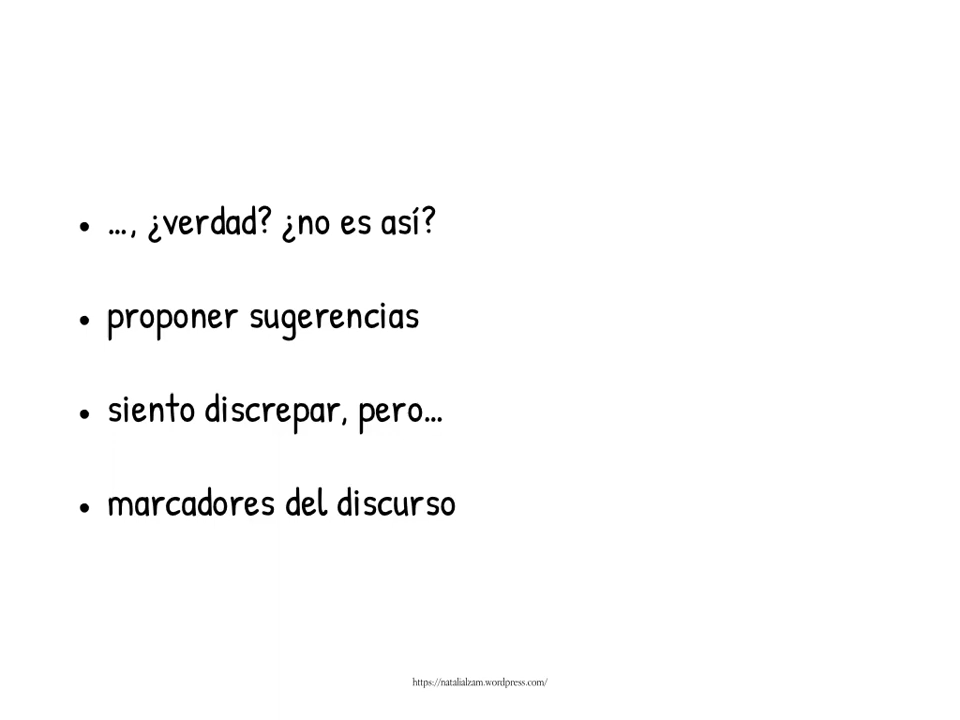 • ..., ¿verdad? ¿no es así?
• proponer sugerencias
• siento discrepar, pero...
• marcadores del discurso
https://natalialzam.wordpress.com/